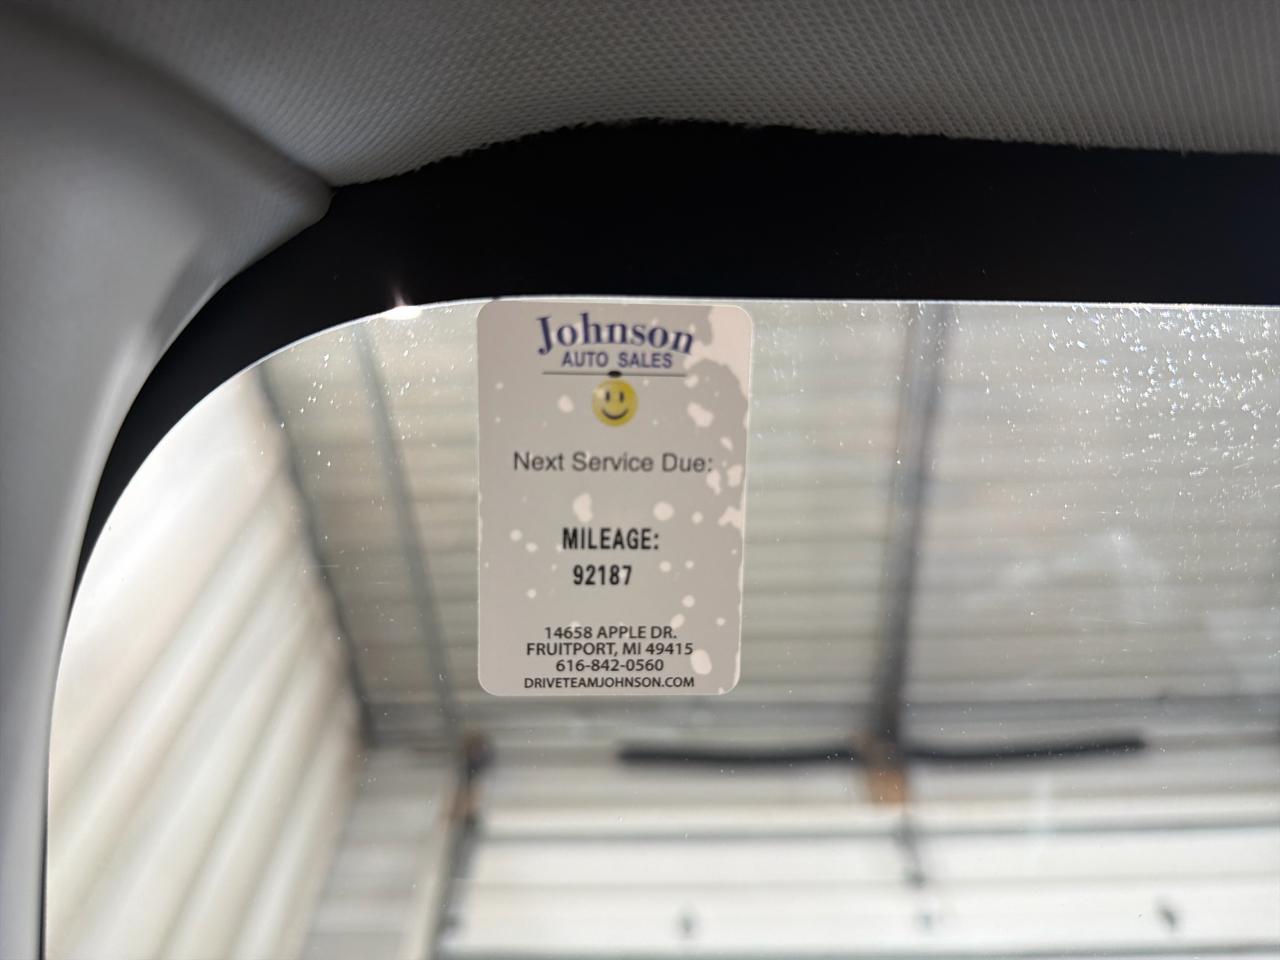 Johnson
AUTO SALES
Next Service Due:
MILEAGE:
92187
14658 APPLE DR.
FRUITPORT, MI 49415
616-842-0560
DRIVETEAMJOHNSON.COM